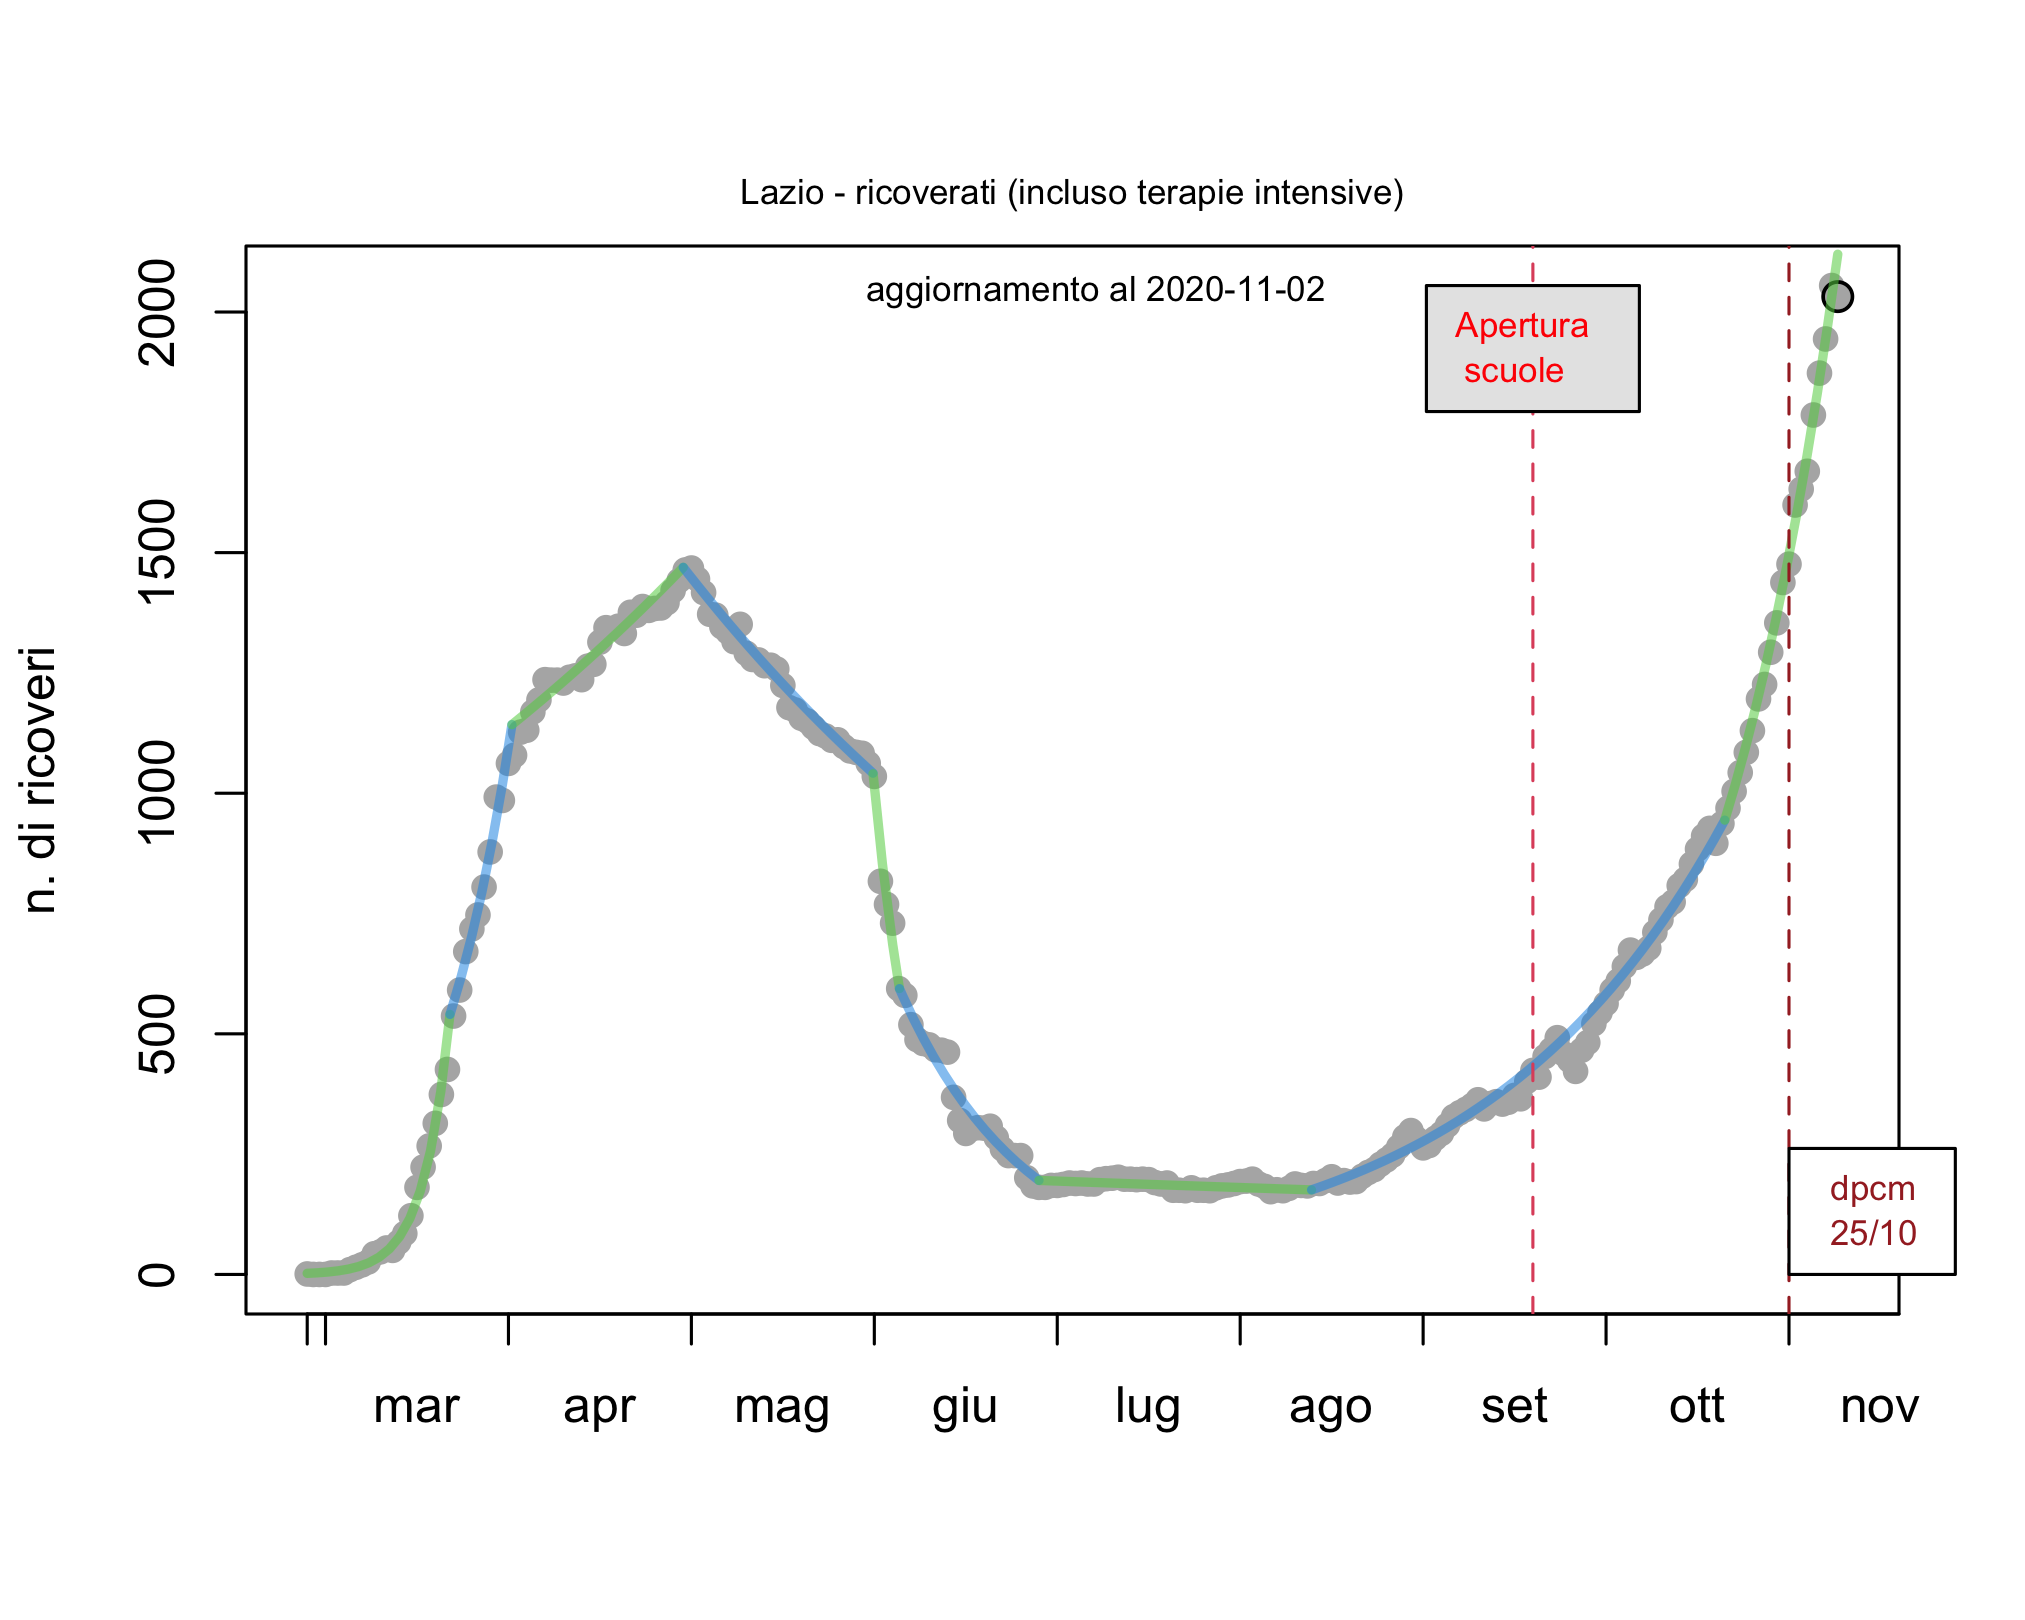 Lazio - ricoverati (incluso terapie intensive)
aggiornamento al 2020-11-02
Apertura
scuole
n. di ricoveri
2000
1500
1000
500
0
dpcm
25/10
mar apr mag giu lug ago set ott nov